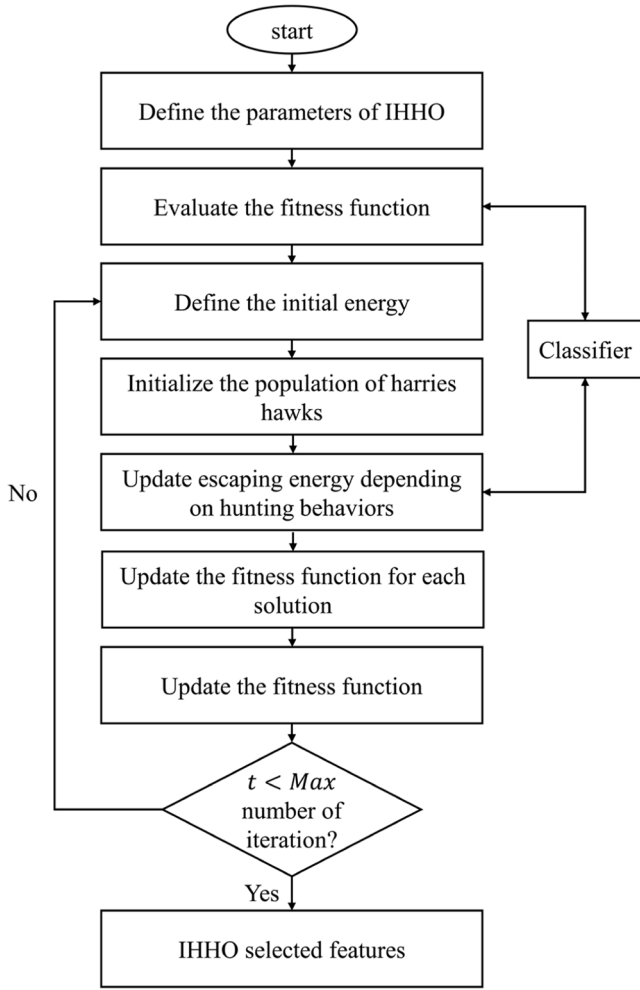 start
Define the parameters of IHHO
Evaluate the fitness function
Define the initial energy
Classifier
Initialize the population of harries
hawks
Update escaping energy depending
on hunting behaviors
No
Update the fitness function for each
solution
Update the fitness function
t < Max
number of
iteration?
Yes
IHHO selected features